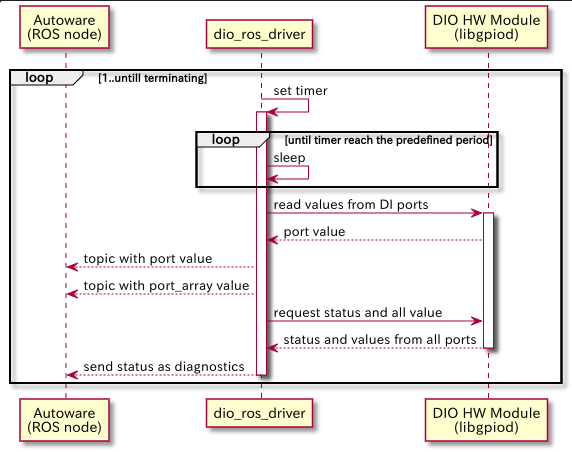 Autoware
(ROS node)
dio_ros_driver
DIO HW Module
(libgpiod)
loop
[1..untill terminating]
set timer
loop
[until timer reach the predefined period]
sleep
read values from DI ports
port value
topic with port value
topic with port_array value
request status and all value
status and values from all ports
send status as diagnostics
Autoware
(ROS node)
dio_ros_driver
DIO HW Module
(libgpiod)